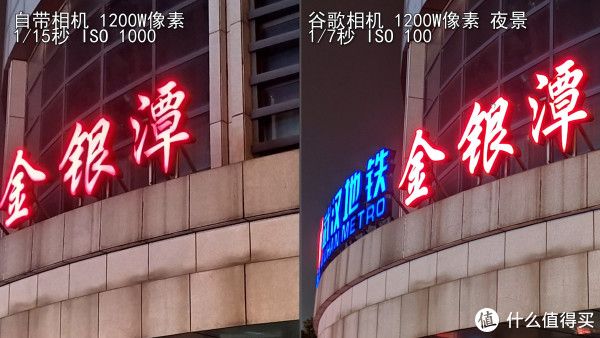 自带相机 1200W像素
1/15秒 ISO 1000
金银潭
谷歌相机 1200W像素 夜景
1/7秒 ISO 100
金银潭
汉地铁
METRO
值 什么值得买